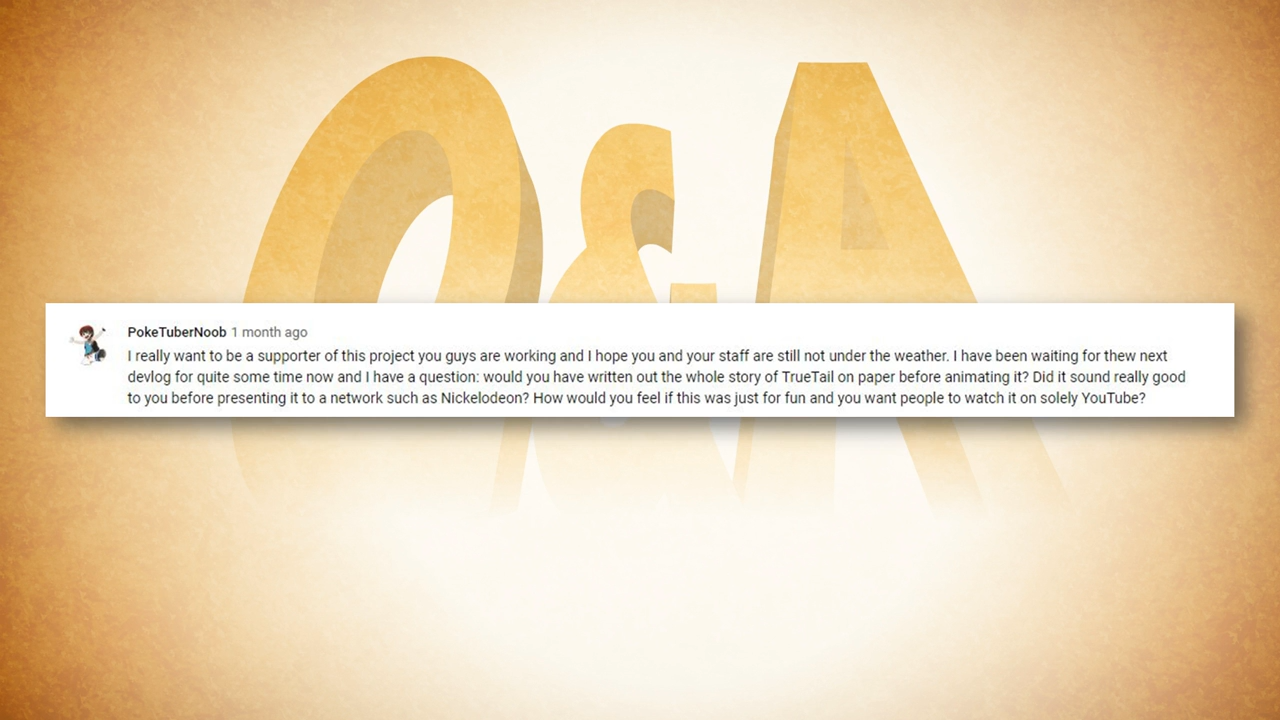 Q&A
PokeTuberNoob 1 month ago
I really want to be a supporter of this project you guys are working and I hope you and your staff are still not under the weather. I have been waiting for thew next
devlog for quite some time now and I have a question: would you have written out the whole story of TrueTail on paper before animating it? Did it sound really good
to you before presenting it to a network such as Nickelodeon? How would you feel if this was just for fun and you want people to watch it on solely YouTube?